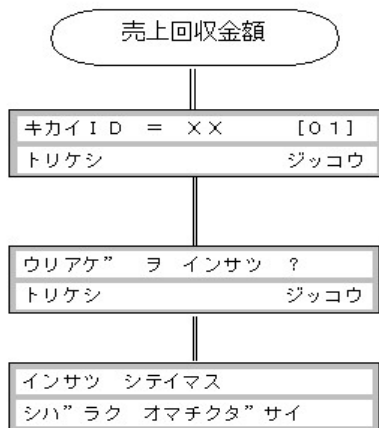 売上回収金額
キカイＩＤ ＝ ×× [０１]
トリケシ ジッコウ
ウリアケ” ヲ インサツ ?
トリケシ ジッコウ
インサツ シテイマス
シハ” ラク オマチクタ” サイ